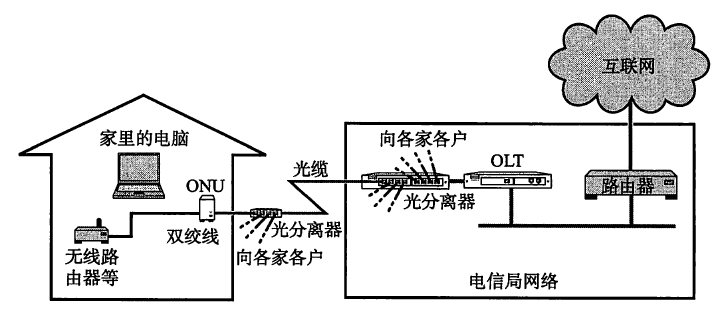 互联网
家里的电脑
ONU
无线路
由器等
双绞线
光分离器
向各家各户
光缆
向各家各户
光分离器
OLT
路由器
电信局网络